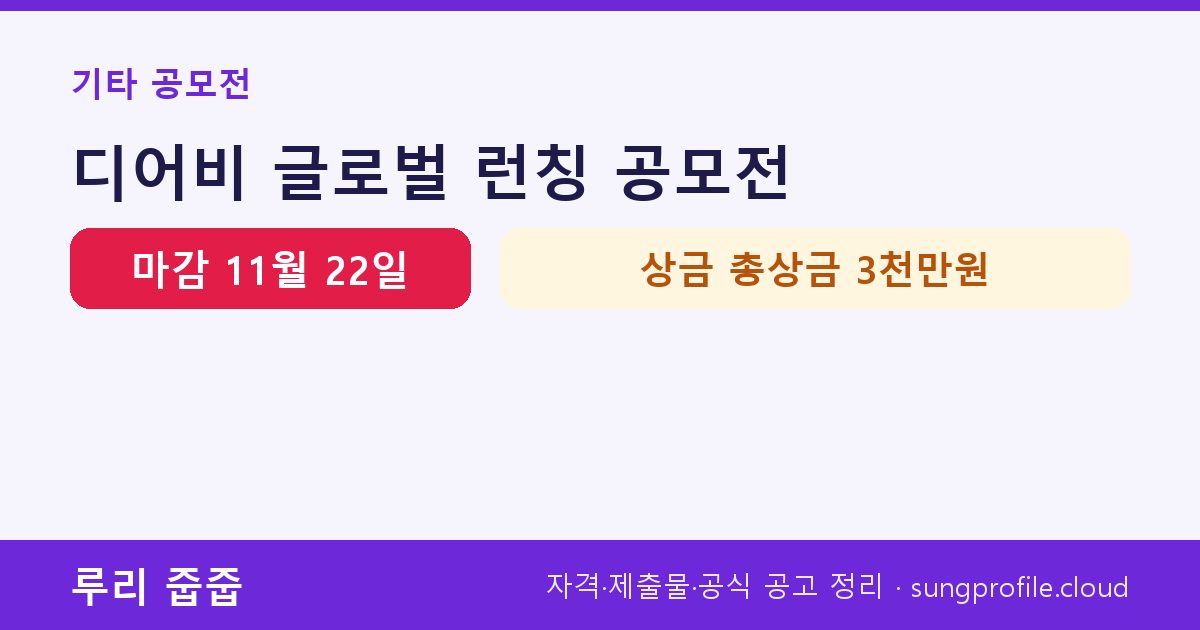 기타 공모전
디어비 글로벌 런칭 공모전
마감 11월 22일
상금 총상금 3천만원
루리 줍줍
자격·제출물·공식 공고 정리 · sungprofile.cloud